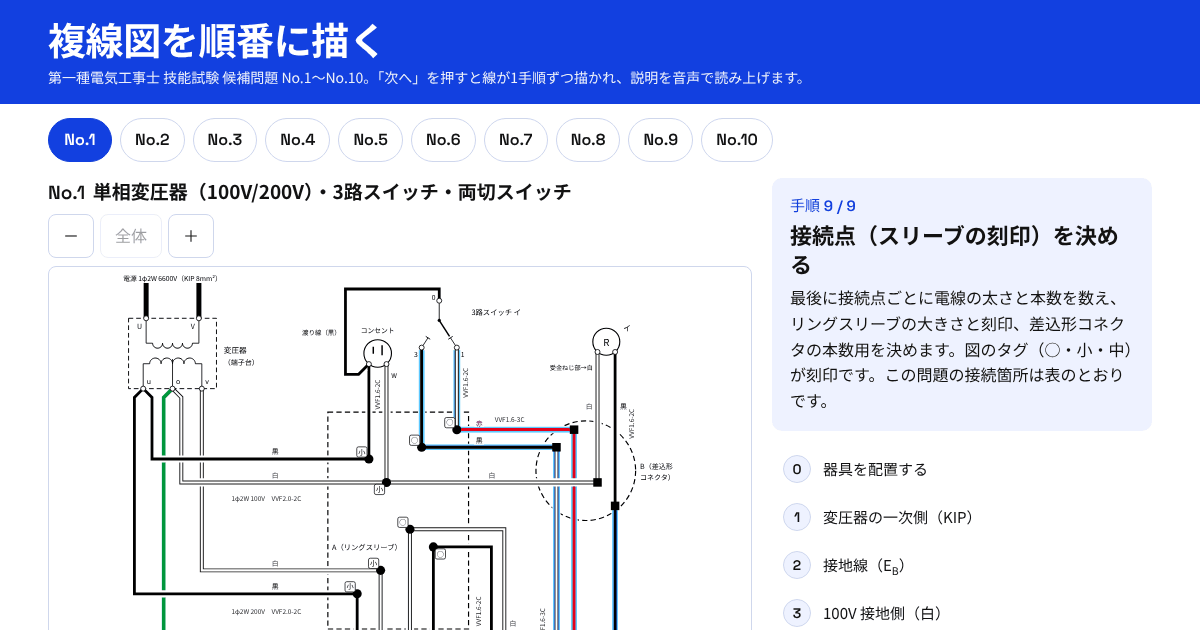 複線図を順番に描く
第一種電気工事士 技能試験 候補問題 No.1〜No.10。「次へ」を押すと線が1手順ずつ描かれ、説明を音声で読み上げます。
No.1 No.2 No.3 No.4 No.5 No.6 No.7 No.8 No.9 No.10
No.1 単相変圧器（100V/200V）・3路スイッチ・両切スイッチ
− 全体 +
電源 1φ2W 6600V（KIP 8mm²）
U V
変圧器
（端子台）
u o v
渡り線（黒）
コンセント
W
0
3路スイッチ イ
3 1
イ
R
受金ねじ部→白
白 黒
VVF1.6-2C
VVF1.6-2C
VVF1.6-2C
赤 VVF1.6-3C
黒
黒 小
白 小 白
1φ2W 100V VVF2.0-2C
B（差込形
コネクタ）
A（リングスリーブ）
白 小
黒 小
1φ2W 200V VVF2.0-2C
VVF1.6-2C
白
F1.6-3C
手順 9 / 9
接続点（スリーブの刻印）を決め
る
最後に接続点ごとに電線の太さと本数を数え、
リングスリーブの大きさと刻印、差込形コネク
タの本数用を決めます。図のタグ（○・小・中）
が刻印です。この問題の接続箇所は表のとおり
です。
0 器具を配置する
1 変圧器の一次側（KIP）
2 接地線（EB）
3 100V 接地側（白）